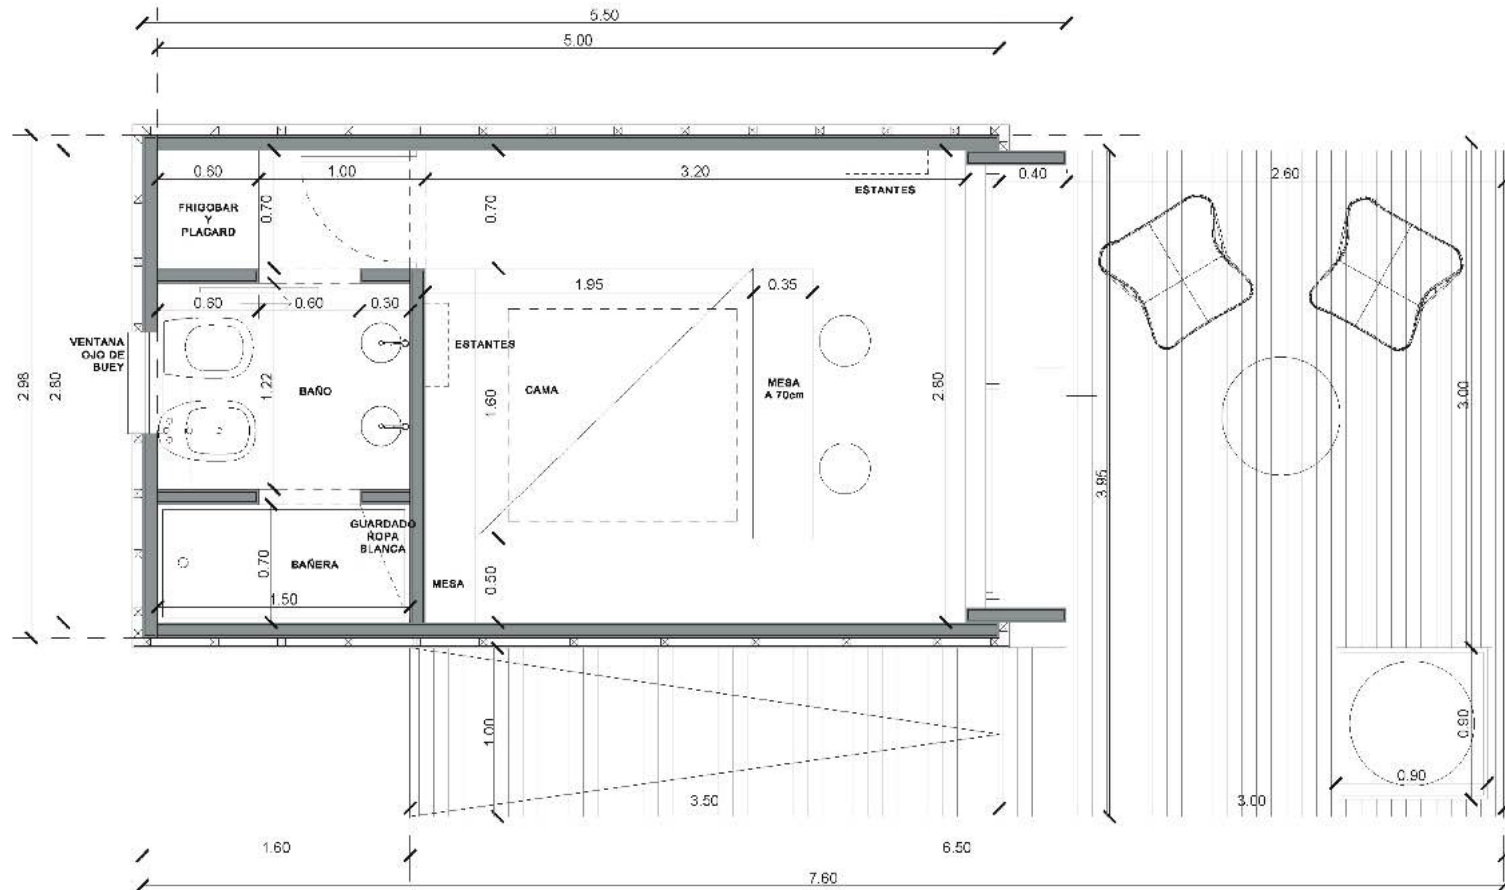 5.50
5.00
0.60
1.00
3.20
ESTANTES
0.40
2.60
FRIGOBAR
Y
PLACARD
0.70
0.70
0.60
0.60
0.30
1.95
0.35
VENTANA
OJO DE
BUEY
2.98
2.80
1.22
BAÑO
ESTANTES
1.60
CAMA
MESA
A 70cm
2.80
3.00
3.95
GUARDADO
ROPA
BLANCA
0.70
BAÑERA
MESA
0.50
1.50
1.00
3.50
0.90
0.90
3.00
1.60
6.50
7.60